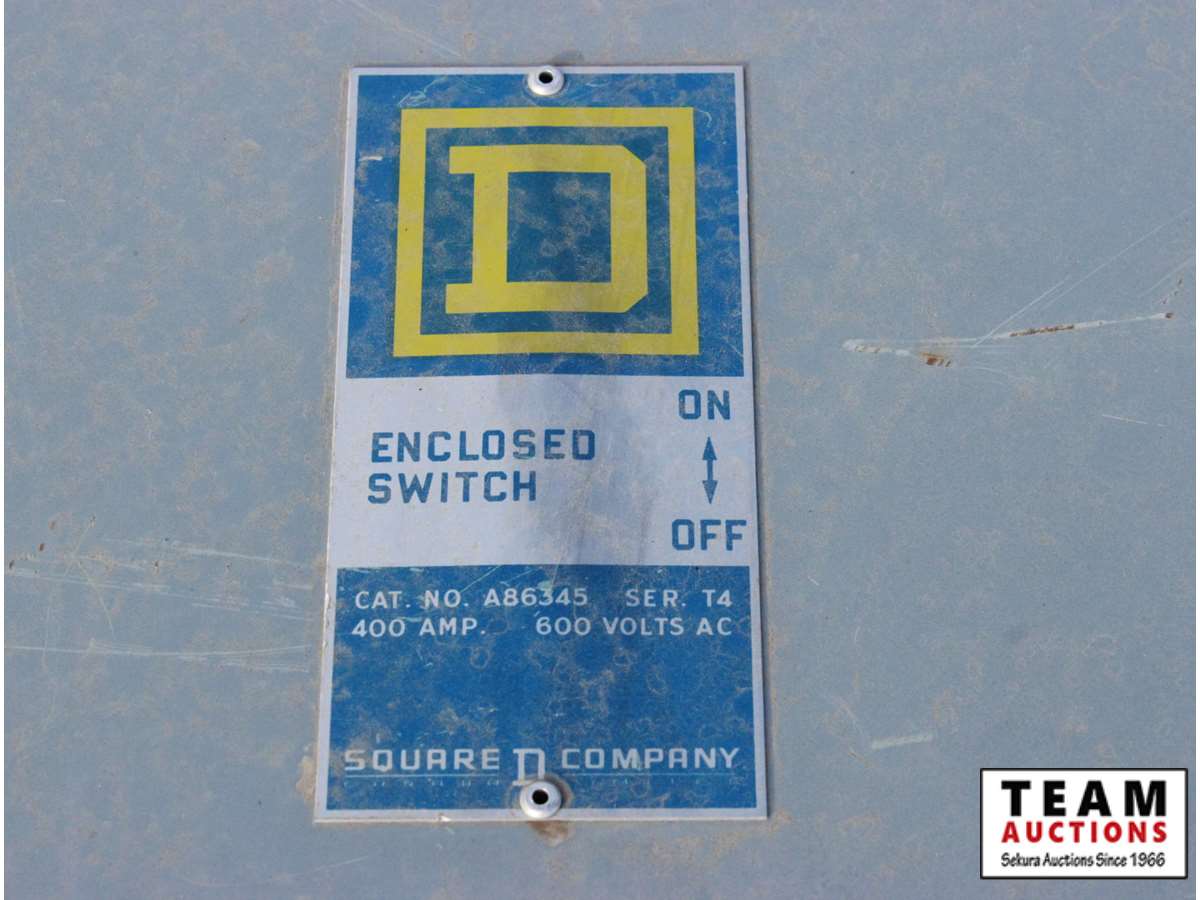 D
ENCLOSED
SWITCH
ON
OFF
CAT. NO. A86345 SER. T4
400 AMP. 600 VOLTS AC
SQUARE D COMPANY
TEAM
AUCTIONS
Sekura Auctions Since 1966